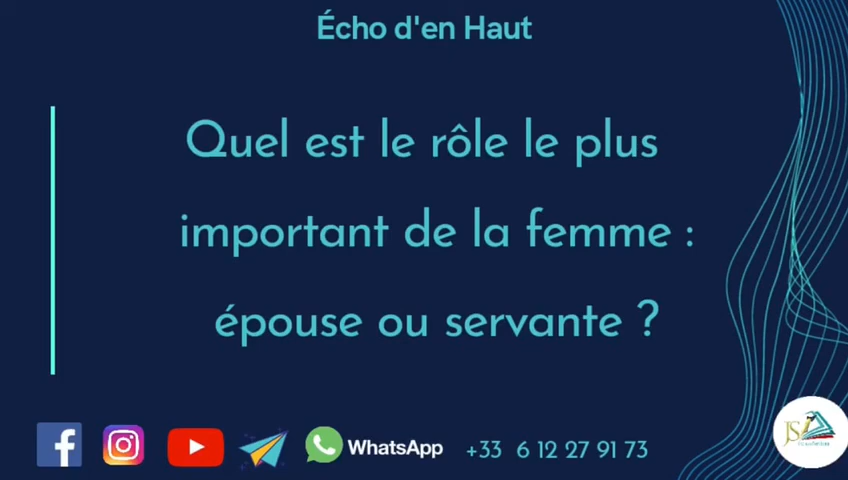 Écho d'en Haut
Quel est le rôle le plus
important de la femme :
épouse ou servante ?
WhatsApp +33 6 12 27 91 73